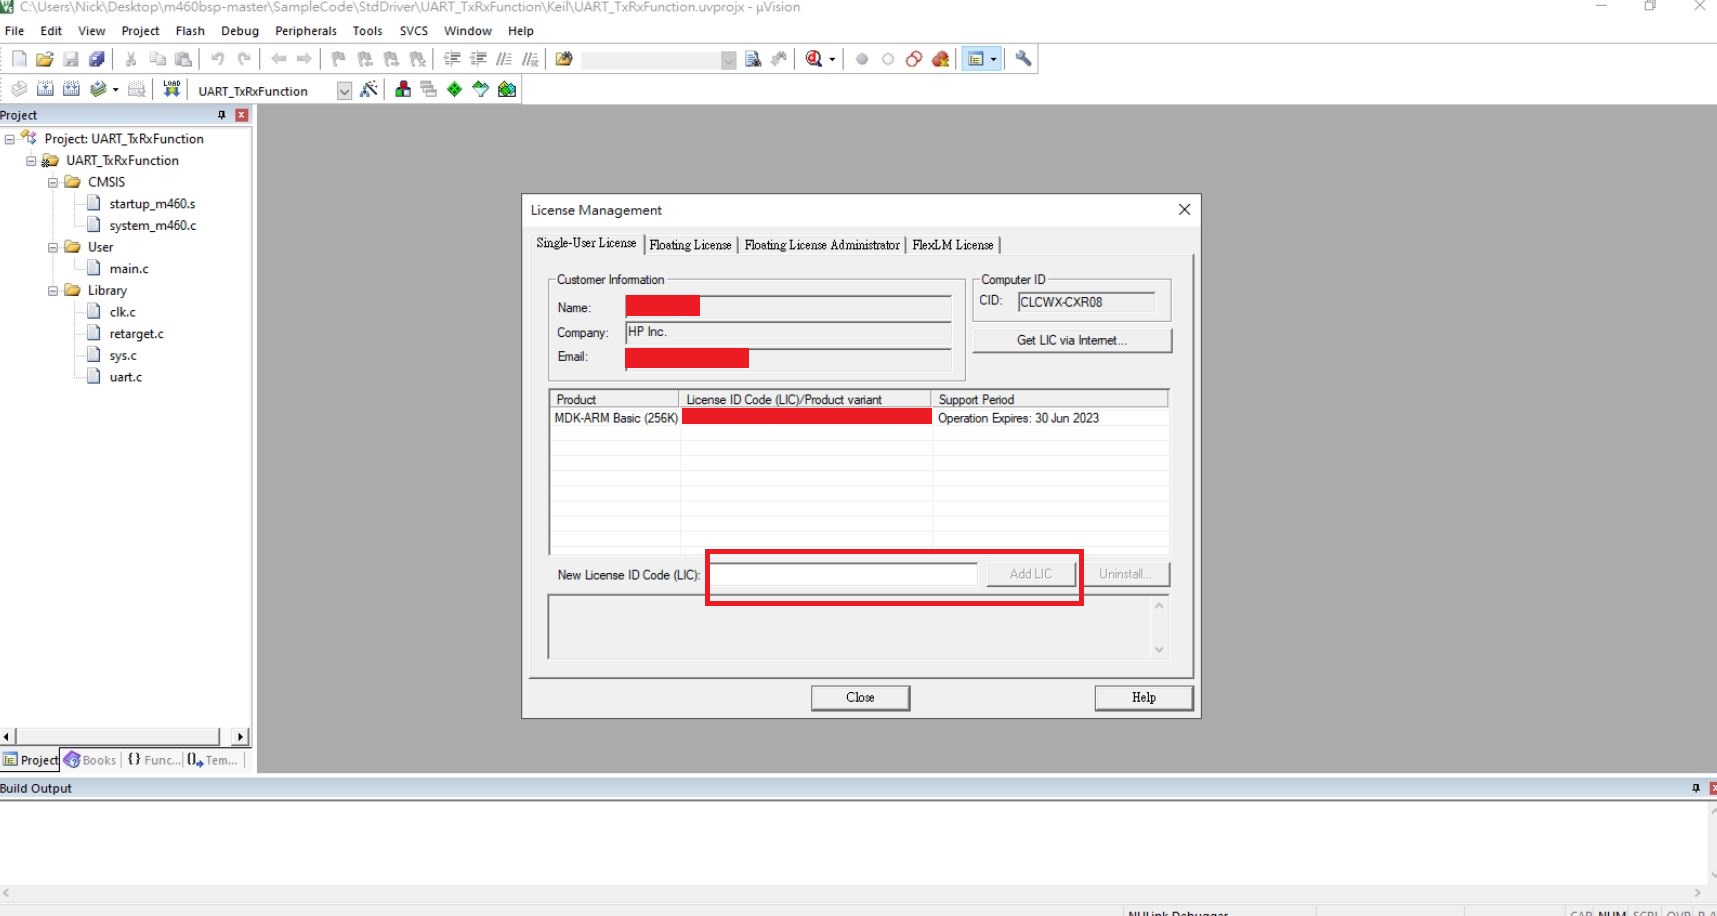 C:\Users\Nick\Desktop\m460bsp-master\SampleCode\StdDriver\UART_TxRxFunction\Keil\UART_TxRxFunction.uvprojx - µVision
File Edit View Project Flash Debug Peripherals Tools SVCS Window Help
LOAD
UART_TxRxFunction
Project
Project: UART_TxRxFunction
UART_TxRxFunction
CMSIS
startup_m460.s
system_m460.c
User
main.c
Library
clk.c
retarget.c
sys.c
uart.c
License Management
Single-User License Floating License Floating License Administrator FlexLM License
Customer Information
Name:
Company: HP Inc.
Email:
Computer ID
CID: CLCWX-CXR08
Get LIC via Internet...
Product License ID Code (LIC)/Product variant Support Period
MDK-ARM Basic (256K) Operation Expires: 30 Jun 2023
New License ID Code (LIC): Add LIC Uninstall...
Close Help
Project Books {} Func... Tem...
Build Output
NULink Debugger CAP NUM SCRL OVR R